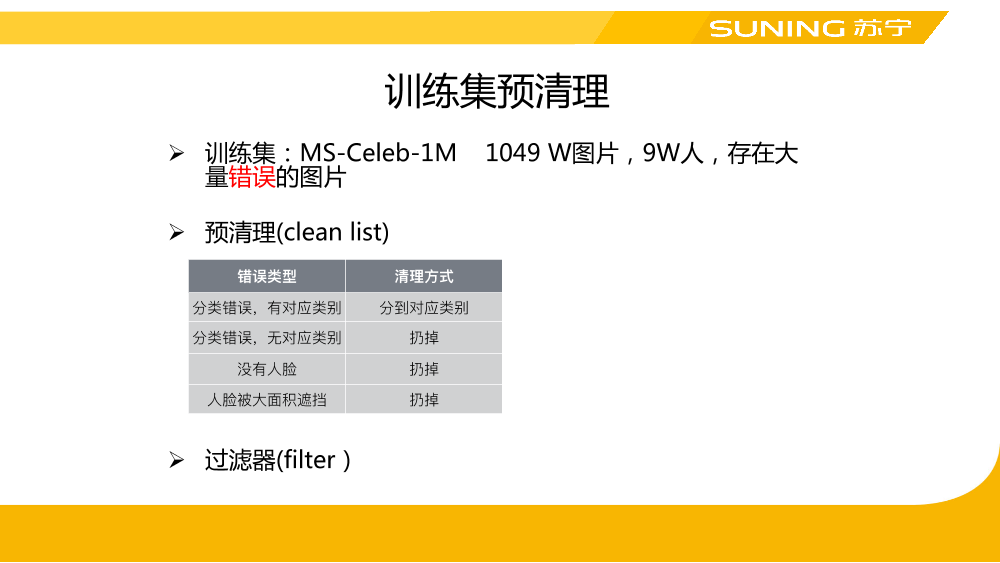 SUNING 苏宁
训练集预清理
➢ 训练集：MS-Celeb-1M 1049 W图片，9W人，存在大
量错误的图片
➢ 预清理(clean list)
错误类型 清理方式
分类错误，有对应类别 分到对应类别
分类错误，无对应类别 扔掉
没有人脸 扔掉
人脸被大面积遮挡 扔掉
➢ 过滤器(filter )